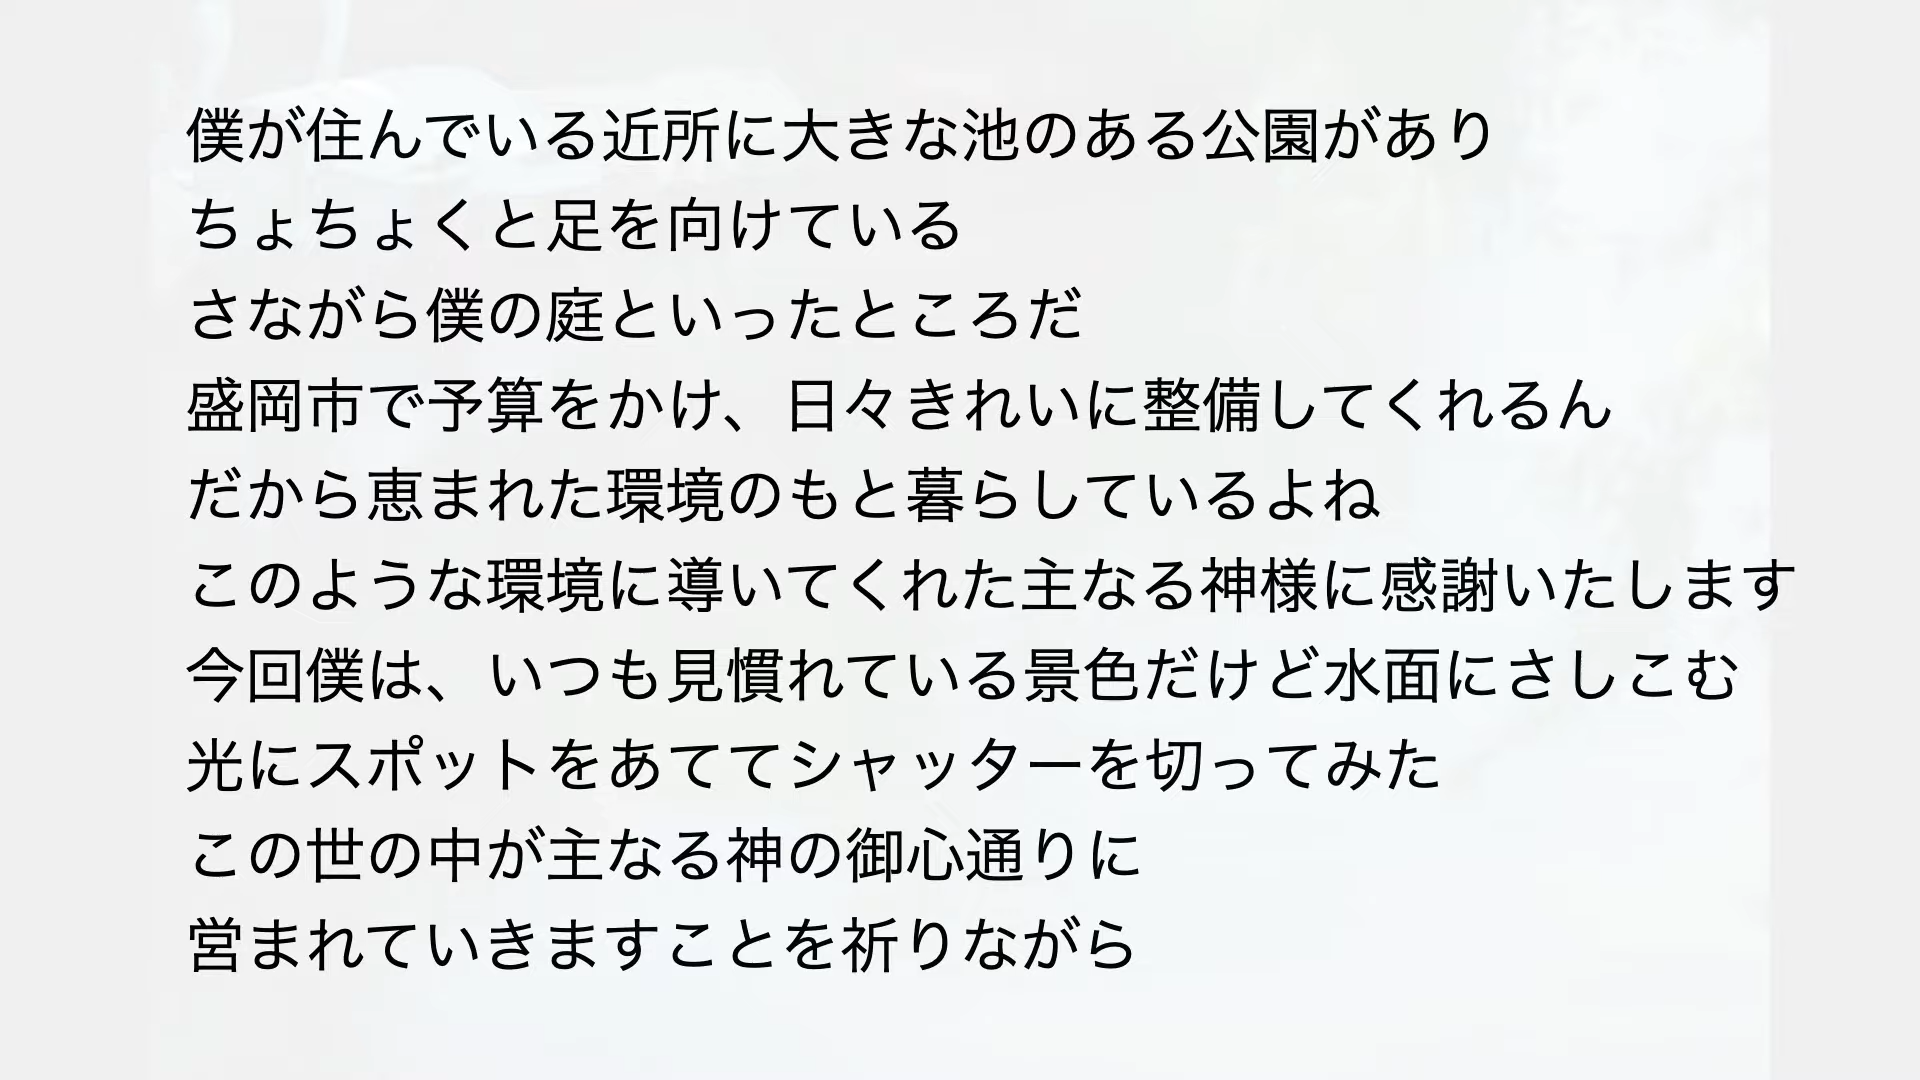 僕が住んでいる近所に大きな池のある公園があり
ちょちょくと足を向けている
さながら僕の庭といったところだ
盛岡市で予算をかけ、日々きれいに整備してくれるん
だから恵まれた環境のもと暮らしているよね
このような環境に導いてくれた主なる神様に感謝いたします
今回僕は、いつも見慣れている景色だけど水面にさしこむ
光にスポットをあててシャッターを切ってみた
この世の中が主なる神の御心通りに
営まれていきますことを祈りながら